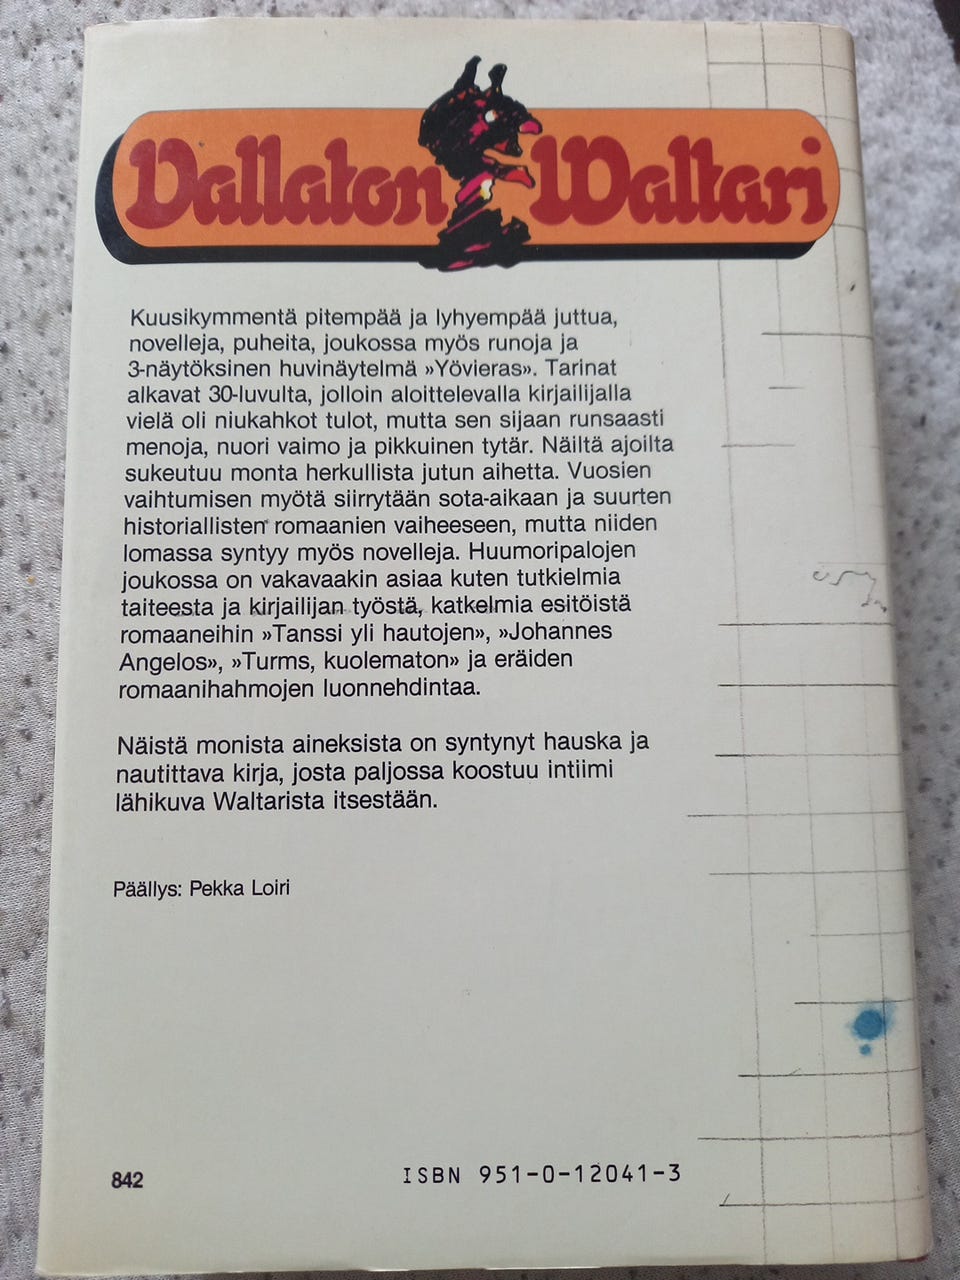 Vallaton Waltari
Kuusikymmentä pitempää ja lyhyempää juttua,
novelleja, puheita, joukossa myös runoja ja
3-näytöksinen huvinäytelmä »Yövieras». Tarinat
alkavat 30-luvulta, jolloin aloittelevalla kirjailijalla
vielä oli niukahkot tulot, mutta sen sijaan runsaasti
menoja, nuori vaimo ja pikkuinen tytär. Näiltä ajoilta
sukeutuu monta herkullista jutun aihetta. Vuosien
vaihtumisen myötä siirrytään sota-aikaan ja suurten
historiallisten romaanien vaiheeseen, mutta niiden
lomassa syntyy myös novelleja. Huumoripalojen
joukossa on vakavaakin asiaa kuten tutkielmia
taiteesta ja kirjailijan työstä, katkelmia esitöistä
romaaneihin »Tanssi yli hautojen», »Johannes
Angelos», »Turms, kuolematon» ja eräiden
romaanihahmojen luonnehdintaa.
Näistä monista aineksista on syntynyt hauska ja
nautittava kirja, josta paljossa koostuu intiimi
lähikuva Waltarista itsestään.
Päällys: Pekka Loiri
842
ISBN 951-0-12041-3